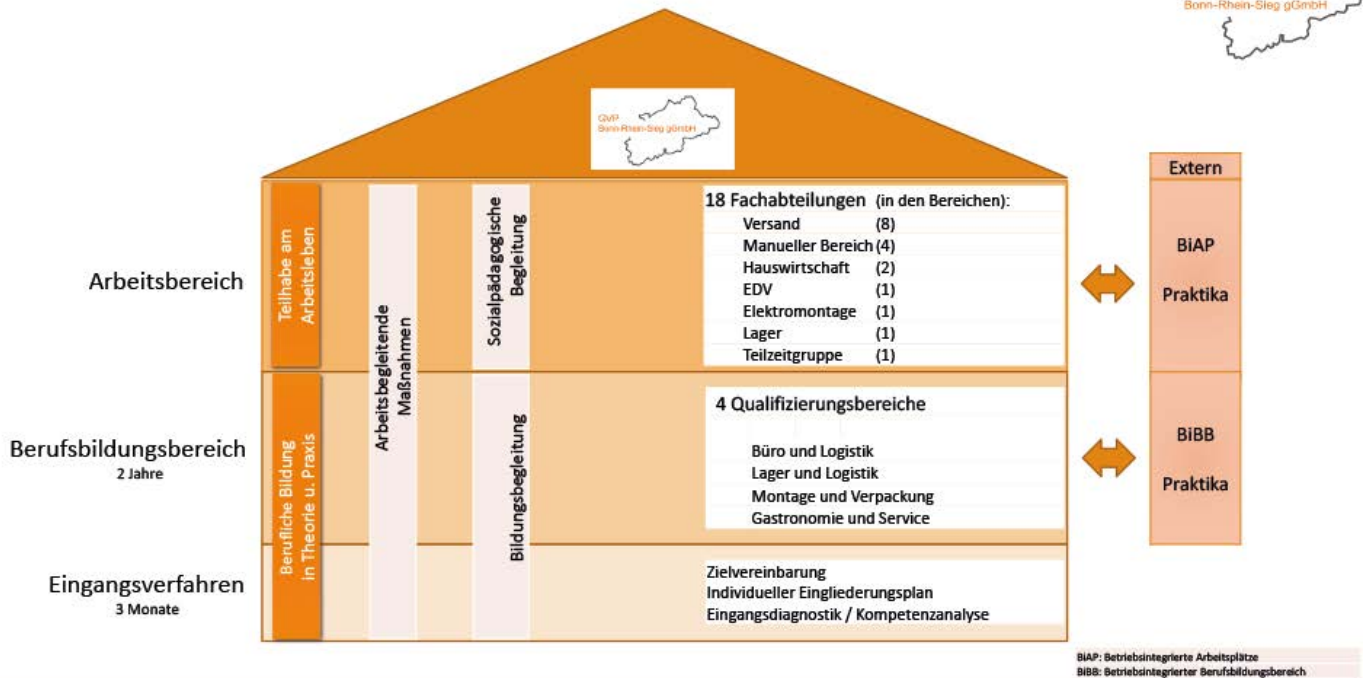 Bonn-Rhein-Sieg gGmbH
GVP
Bonn-Rhein-Sieg gGmbH
Extern
Arbeitsbereich
Teilhabe am
Arbeitsleben
Arbeitsbegleitende
Maßnahmen
Sozialpädagogische
Begleitung
18 Fachabteilungen (in den Bereichen):
Versand (8)
Manueller Bereich (4)
Hauswirtschaft (2)
EDV (1)
Elektromontage (1)
Lager (1)
Teilzeitgruppe (1)
BiAP
Praktika
Berufsbildungsbereich
2 Jahre
Berufliche Bildung
in Theorie u. Praxis
Bildungsbegleitung
4 Qualifizierungsbereiche
Büro und Logistik
Lager und Logistik
Montage und Verpackung
Gastronomie und Service
BiBB
Praktika
Eingangsverfahren
3 Monate
Zielvereinbarung
Individueller Eingliederungsplan
Eingangsdiagnostik / Kompetenzanalyse
BiAP: Betriebsintegrierte Arbeitsplätze
BiBB: Betriebsintegrierter Berufsbildungsbereich